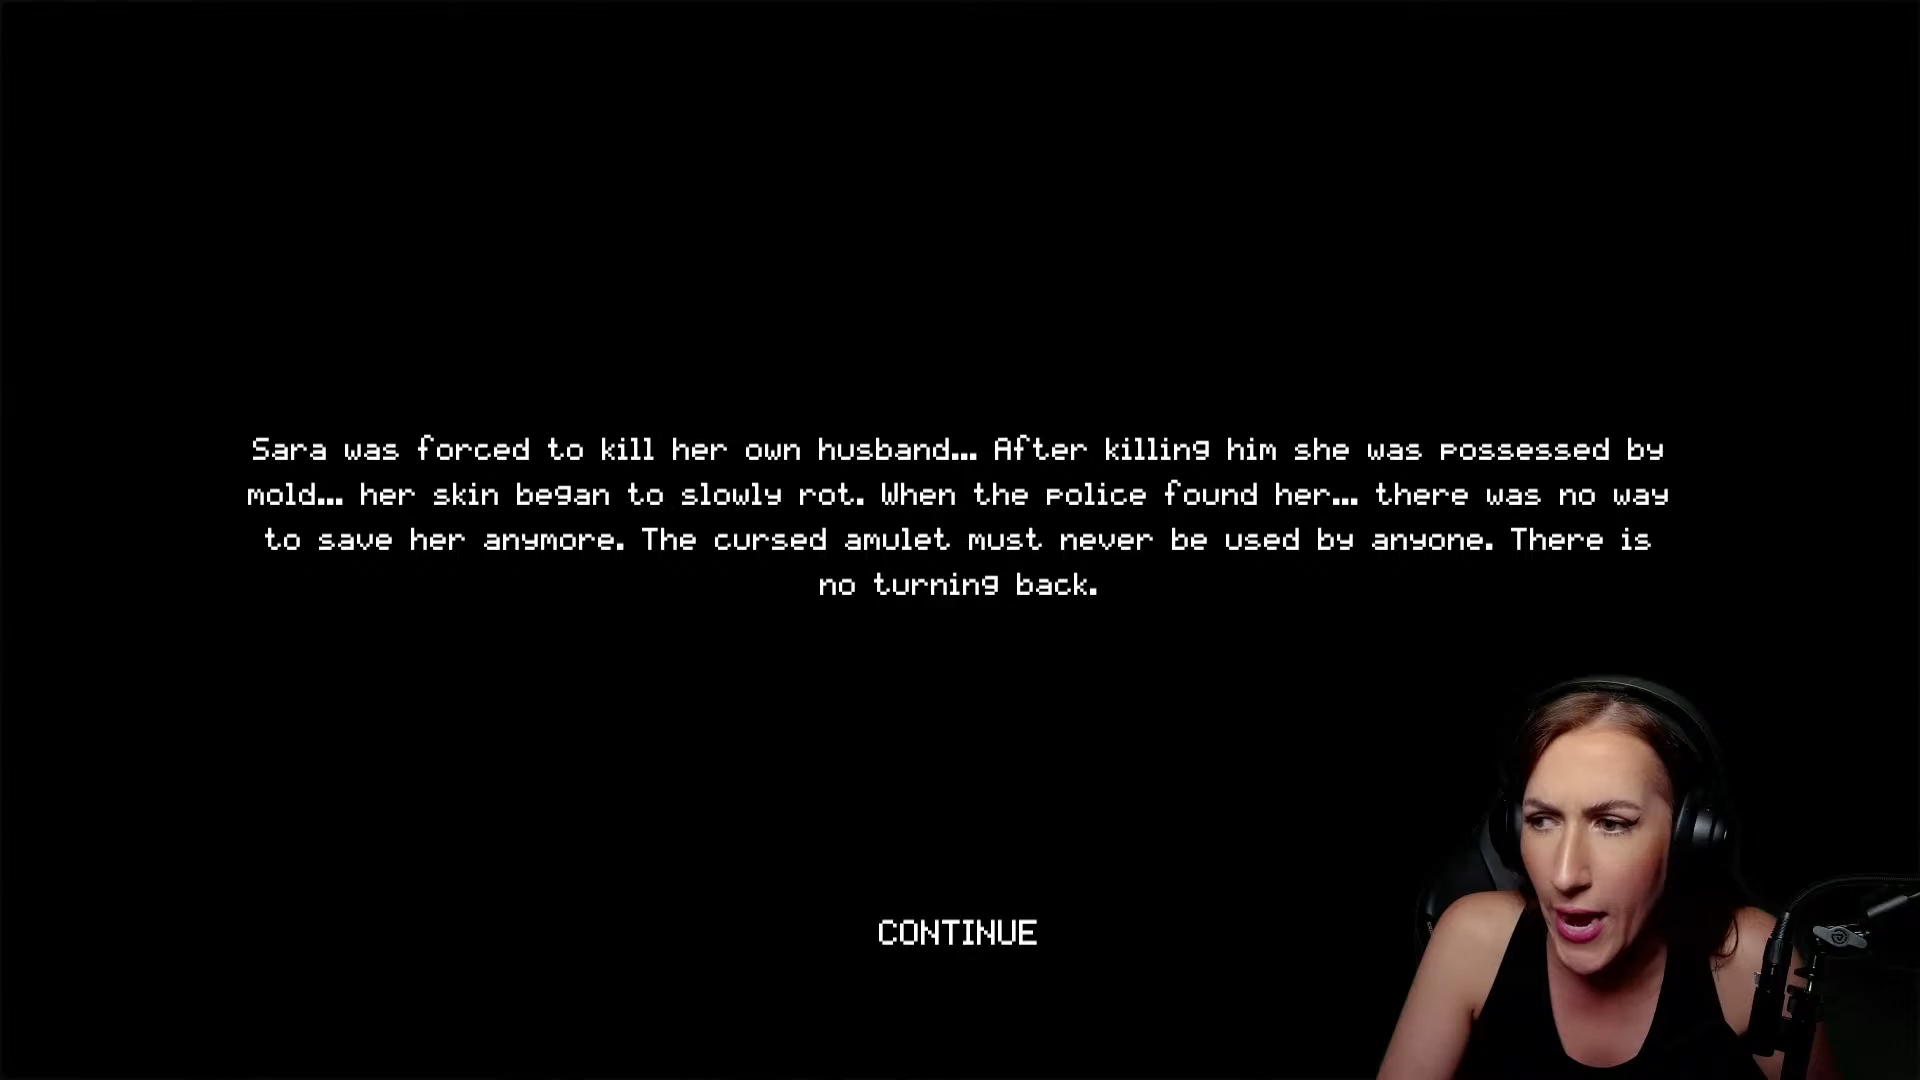 Sara was forced to kill her own husband... After killing him she was possessed by
mold... her skin began to slowly rot. When the police found her... there was no way
to save her anymore. The cursed amulet must never be used by anyone. There is
no turning back.
CONTINUE